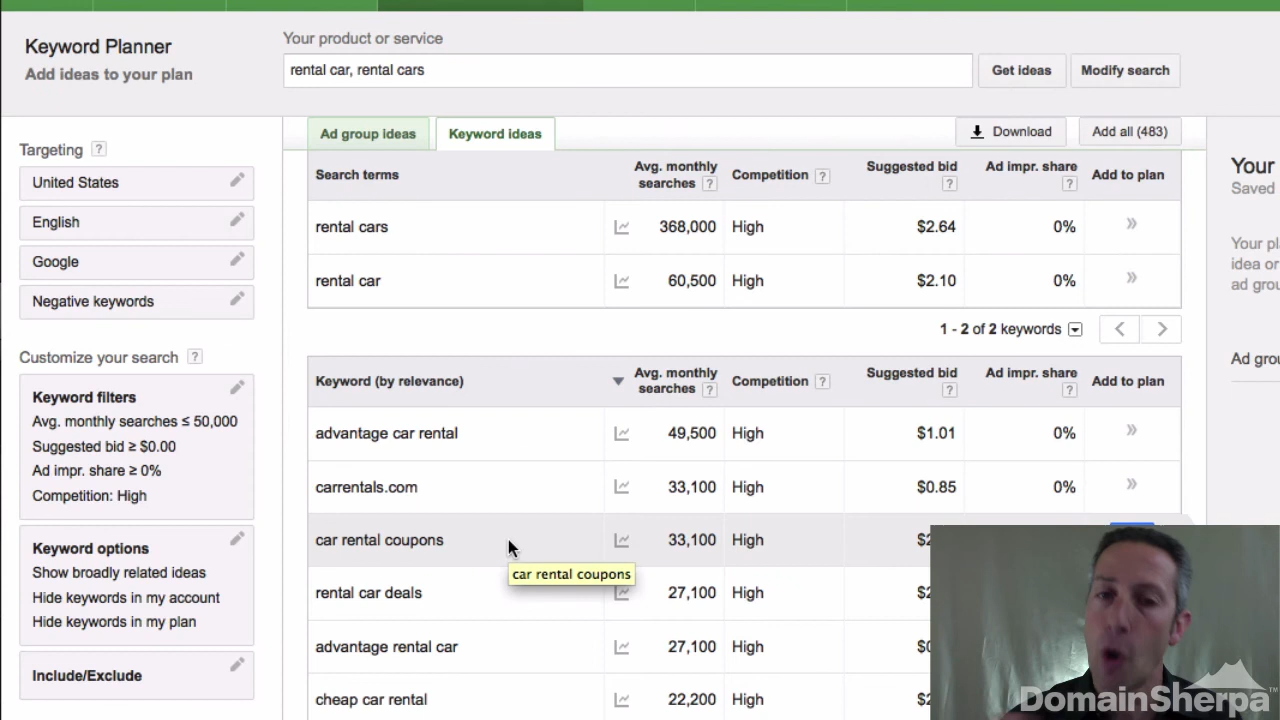 Keyword Planner
Add ideas to your plan
Your product or service
rental car, rental cars
Get ideas
Modify search
Targeting ?
United States
English
Google
Negative keywords
Customize your search ?
Keyword filters
Avg. monthly searches ≤ 50,000
Suggested bid ≥ $0.00
Ad impr. share ≥ 0%
Competition: High
Keyword options
Show broadly related ideas
Hide keywords in my account
Hide keywords in my plan
Include/Exclude
Ad group ideas
Keyword ideas
Download
Add all (483)
Search terms
Avg. monthly
searches ?
Competition ?
Suggested bid
?
Ad impr. share
?
Add to plan
rental cars 368,000 High $2.64 0% »
rental car 60,500 High $2.10 0% »
1 - 2 of 2 keywords
Keyword (by relevance)
Avg. monthly
searches ?
Competition ?
Suggested bid
?
Ad impr. share
?
Add to plan
advantage car rental 49,500 High $1.01 0% »
carrentals.com 33,100 High $0.85 0% »
car rental coupons 33,100 High $2
car rental coupons
rental car deals 27,100 High $2
advantage rental car 27,100 High
cheap car rental 22,200 High $2
Your
Saved
Your pl
idea or
ad grou
Ad grou
DomainSherpa™